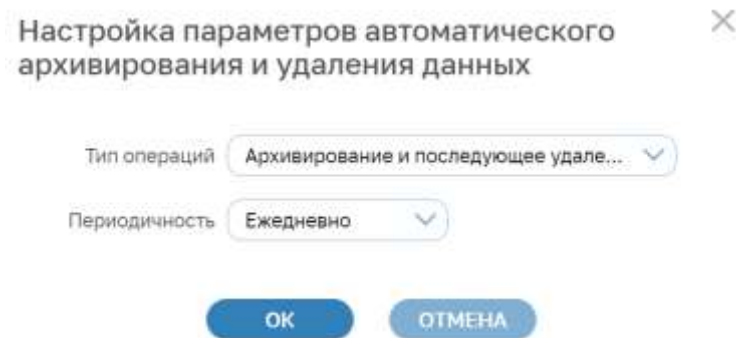 Настройка параметров автоматического
архивирования и удаления данных
Тип операций Архивирование и последующее удале...
Периодичность Ежедневно
ОК ОТМЕНА